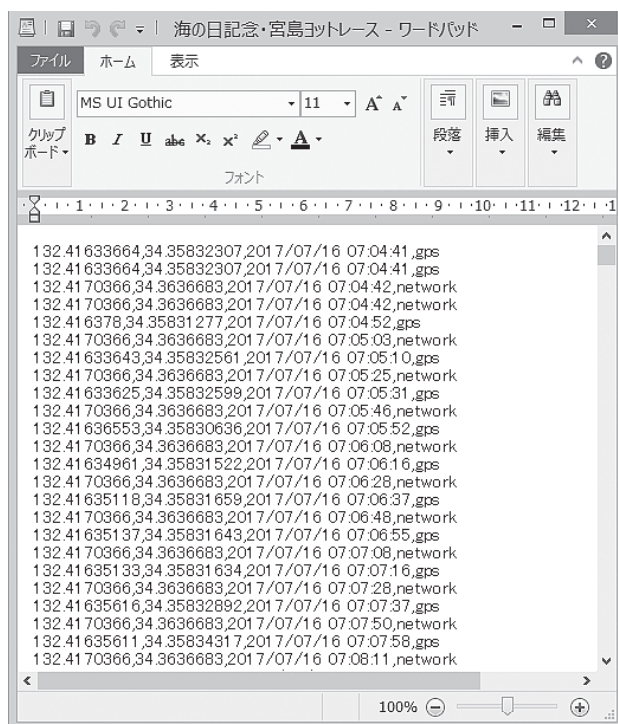 海の日記念・宮島ヨットレース - ワードパッド
ファイル ホーム 表示
MS UI Gothic 11 A A
クリップボード
B I U abc X₂ X² A
段落 挿入 編集
フォント
1 2 3 4 5 6 7 8 9 10 11 12 1
132.41633664,34.35832307,2017/07/16 07:04:41,gps
132.41633664,34.35832307,2017/07/16 07:04:41,gps
132.4170366,34.3636683,2017/07/16 07:04:42,network
132.4170366,34.3636683,2017/07/16 07:04:42,network
132.416378,34.35831277,2017/07/16 07:04:52,gps
132.4170366,34.3636683,2017/07/16 07:05:03,network
132.41633643,34.35832561,2017/07/16 07:05:10,gps
132.4170366,34.3636683,2017/07/16 07:05:25,network
132.41633625,34.35832599,2017/07/16 07:05:31,gps
132.4170366,34.3636683,2017/07/16 07:05:46,network
132.41636553,34.35830636,2017/07/16 07:05:52,gps
132.4170366,34.3636683,2017/07/16 07:06:08,network
132.41634961,34.35831522,2017/07/16 07:06:16,gps
132.4170366,34.3636683,2017/07/16 07:06:28,network
132.41635118,34.35831659,2017/07/16 07:06:37,gps
132.4170366,34.3636683,2017/07/16 07:06:48,network
132.41635137,34.35831643,2017/07/16 07:06:55,gps
132.4170366,34.3636683,2017/07/16 07:07:08,network
132.41635133,34.35831634,2017/07/16 07:07:16,gps
132.4170366,34.3636683,2017/07/16 07:07:28,network
132.41635616,34.35832892,2017/07/16 07:07:37,gps
132.4170366,34.3636683,2017/07/16 07:07:50,network
132.41635611,34.35834317,2017/07/16 07:07:58,gps
132.4170366,34.3636683,2017/07/16 07:08:11,network
100%